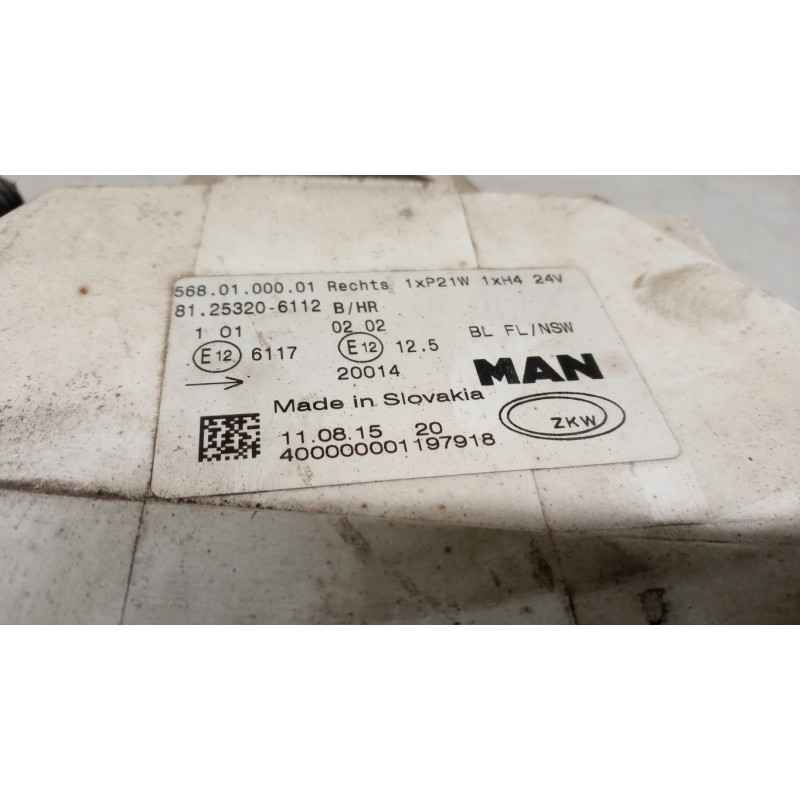 568.01.000.01 Rechts 1xP21W 1xH4 24V
81.25320-6112 B/HR
1 01 02 02 BL FL/NSW
E12 6117 E12 12.5
20014 MAN
Made in Slovakia
ZKW
11.08.15 20
400000001197918